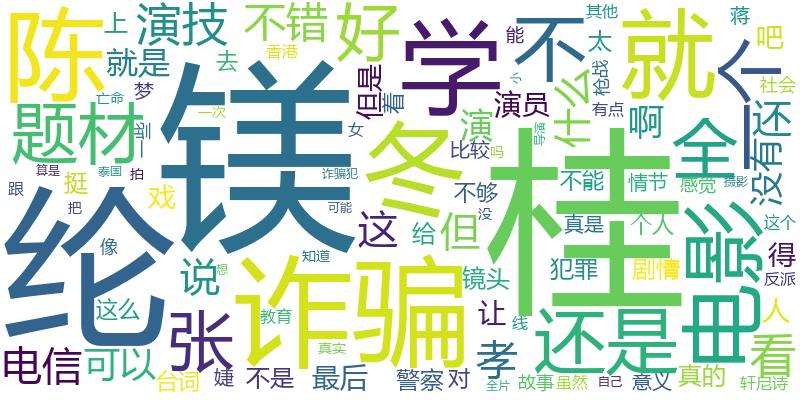 陈
上
演技
不错
好
学
能
不
其他
就
蒋
太
吧
香港
去
就是
梦
亡命
一次
但是
着
演员
小
枪战
有点
个
社会
还
题材
三
镁
女
冬
演
什么
啊
全
一
没有
算是
泰国
拍
诈骗犯
比较
吗
导演
桂
不能
情节
感觉
摄影
跟
把
挺
戏
可能
这
不够
没
给
但
真是
个人
这个
电影
纶
像
说
知道
想
诈骗
镜头
犯罪
剧情
得
反派
这么
张
教育
让
线
还是
人
看
电信
可以
真实
孝
台词
婕
不是
最后
警察
对
全片
故事
虽然
自己
意义
真的
轩尼诗